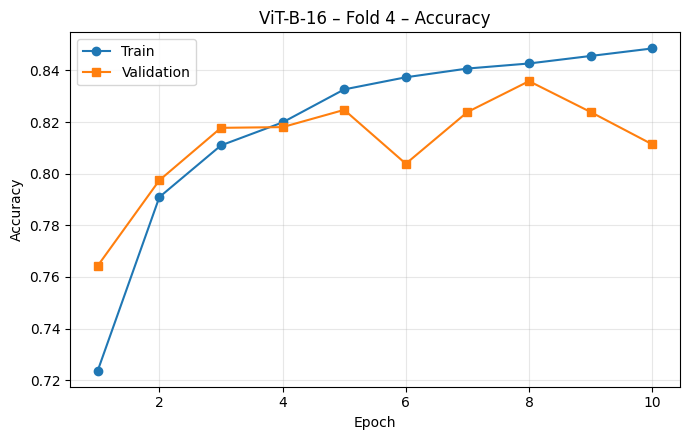 ViT-B-16 – Fold 4 – Accuracy
Train
Validation
Accuracy
0.84
0.82
0.80
0.78
0.76
0.74
0.72
2 4 6 8 10
Epoch